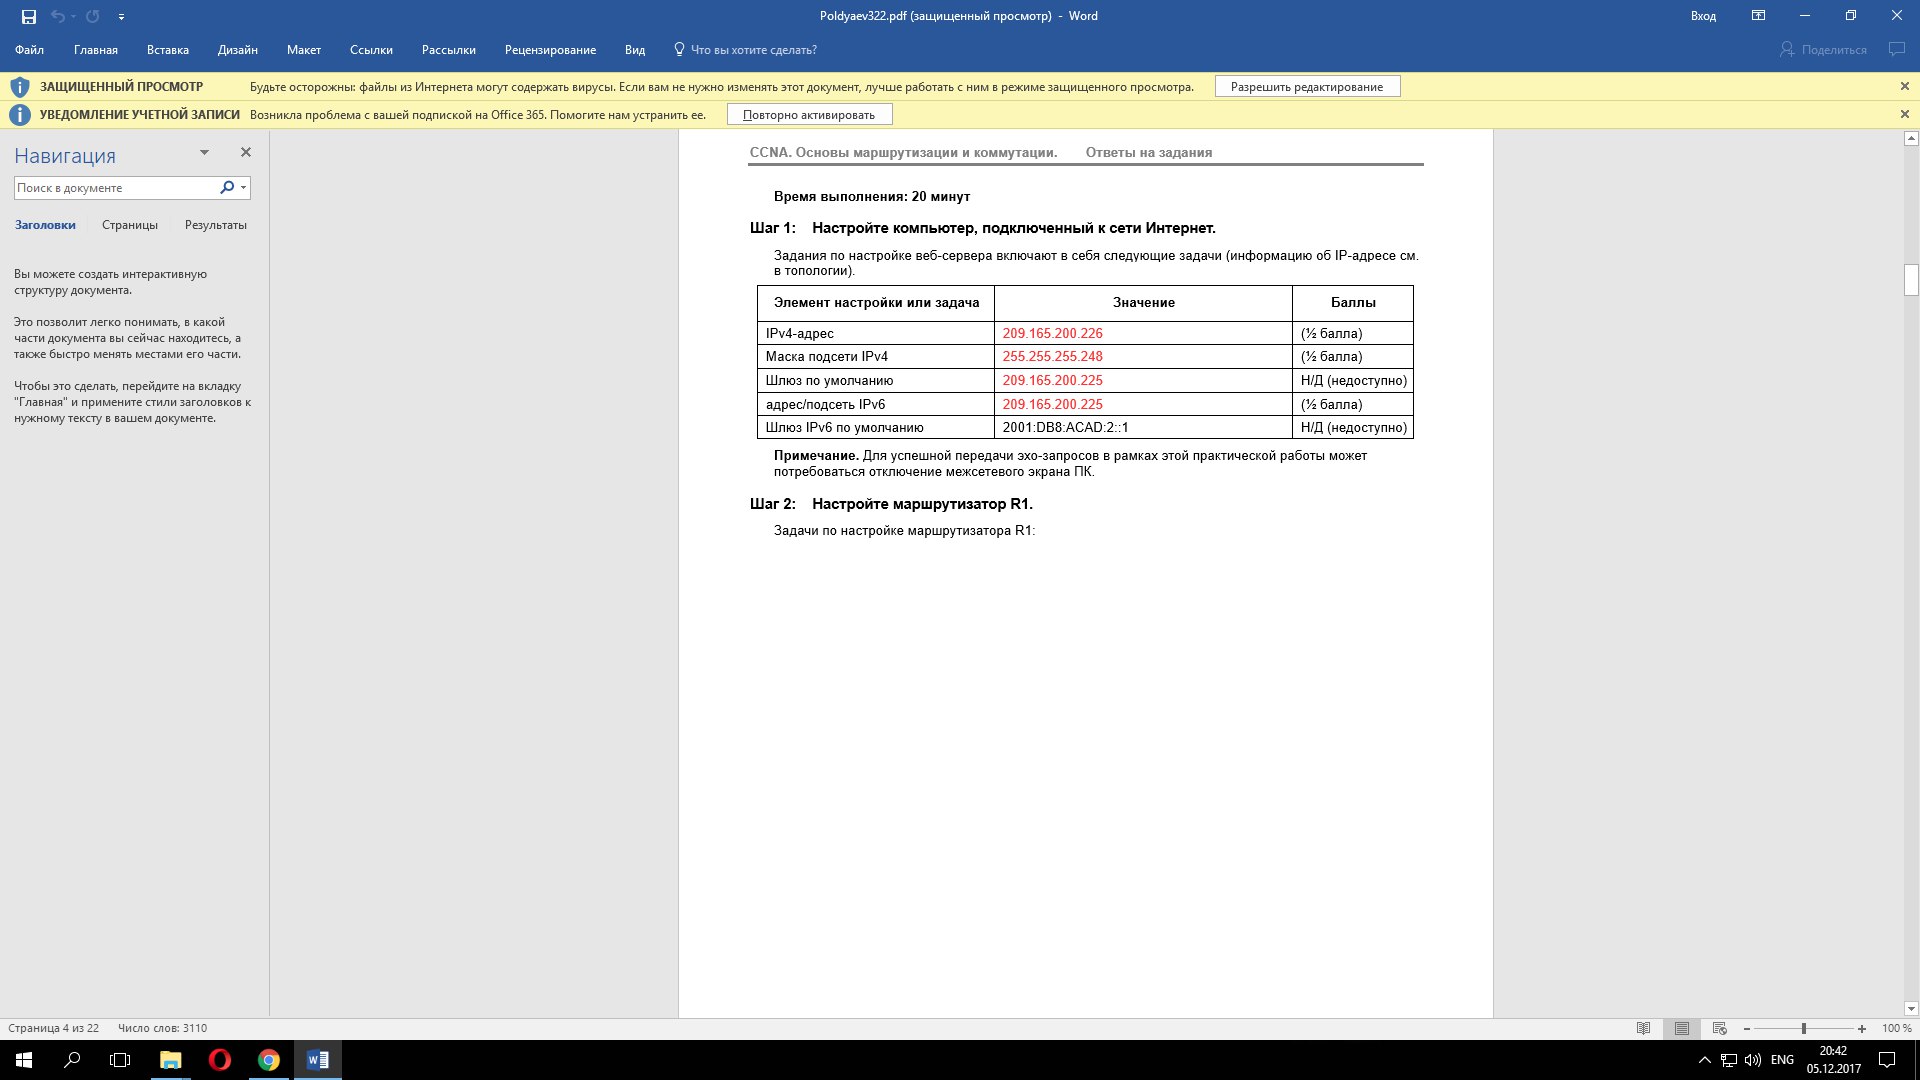 Poldyaev322.pdf (защищенный просмотр) - Word
Вход
Файл Главная Вставка Дизайн Макет Ссылки Рассылки Рецензирование Вид Что вы хотите сделать? Поделиться
ЗАЩИЩЕННЫЙ ПРОСМОТР Будьте осторожны: файлы из Интернета могут содержать вирусы. Если вам не нужно изменять этот документ, лучше работать с ним в режиме защищенного просмотра. Разрешить редактирование
УВЕДОМЛЕНИЕ УЧЕТНОЙ ЗАПИСИ Возникла проблема с вашей подпиской на Office 365. Помогите нам устранить ее. Повторно активировать
Навигация
Поиск в документе
Заголовки Страницы Результаты
Вы можете создать интерактивную
структуру документа.
Это позволит легко понимать, в какой
части документа вы сейчас находитесь, а
также быстро менять местами его части.
Чтобы это сделать, перейдите на вкладку
"Главная" и примените стили заголовков к
нужному тексту в вашем документе.
CCNA. Основы маршрутизации и коммутации. Ответы на задания
Время выполнения: 20 минут
Шаг 1: Настройте компьютер, подключенный к сети Интернет.
Задания по настройке веб-сервера включают в себя следующие задачи (информацию об IP-адресе см.
в топологии).
Элемент настройки или задача Значение Баллы
IPv4-адрес 209.165.200.226 (½ балла)
Маска подсети IPv4 255.255.255.248 (½ балла)
Шлюз по умолчанию 209.165.200.225 Н/Д (недоступно)
адрес/подсеть IPv6 209.165.200.225 (½ балла)
Шлюз IPv6 по умолчанию 2001:DB8:ACAD:2::1 Н/Д (недоступно)
Примечание. Для успешной передачи эхо-запросов в рамках этой практической работы может
потребоваться отключение межсетевого экрана ПК.
Шаг 2: Настройте маршрутизатор R1.
Задачи по настройке маршрутизатора R1:
Страница 4 из 22 Число слов: 3110
100 %
ENG
20:42
05.12.2017